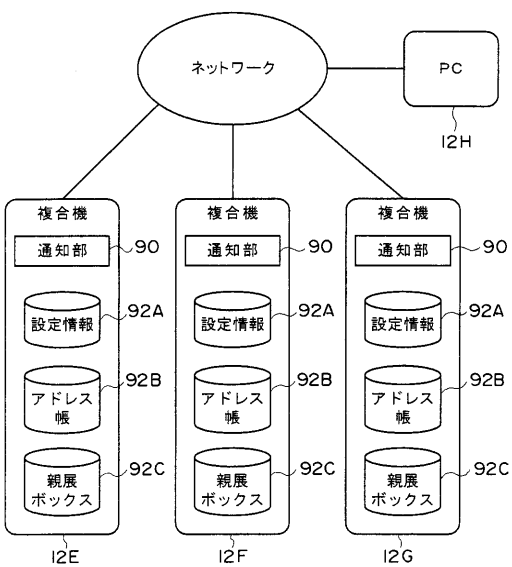 ネットワーク
PC
12H
複合機
複合機
複合機
通知部
90
通知部
90
通知部
90
設定情報
92A
設定情報
92A
設定情報
92A
アドレス
帳
92B
アドレス
帳
92B
アドレス
帳
92B
親展
ボックス
92C
親展
ボックス
92C
親展
ボックス
92C
12E
12F
12G